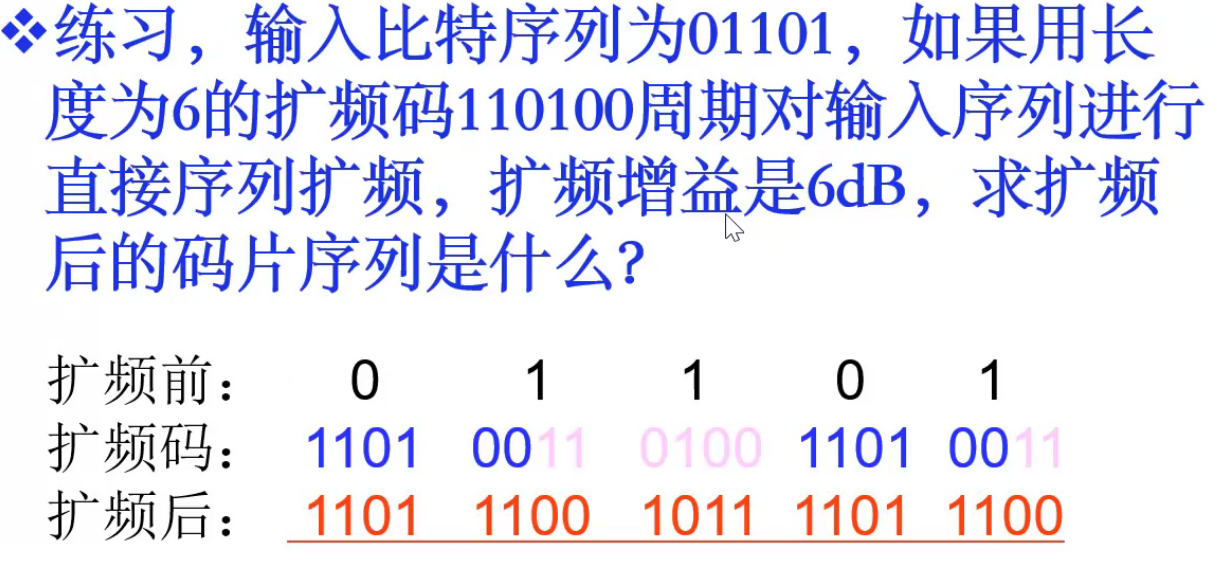 ❖练习，输入比特序列为01101，如果用长
度为6的扩频码110100周期对输入序列进行
直接序列扩频，扩频增益是6dB，求扩频
后的码片序列是什么？
扩频前： 0 1 1 0 1
扩频码： 1101 0011 0100 1101 0011
扩频后： 1101 1100 1011 1101 1100